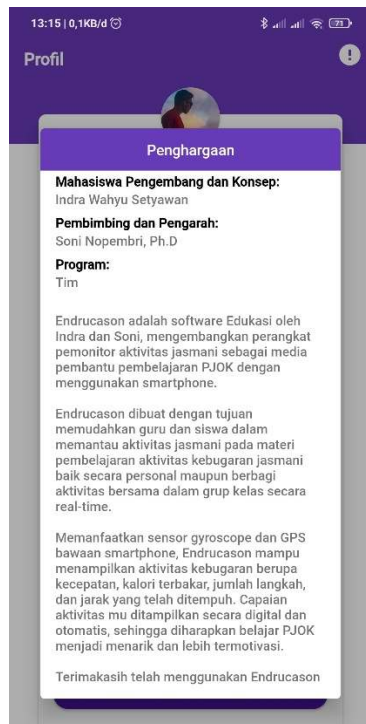 13:15 | 0,1KB/d
71
Profil
Penghargaan
Mahasiswa Pengembang dan Konsep:
Indra Wahyu Setyawan
Pembimbing dan Pengarah:
Soni Nopembri, Ph.D
Program:
Tim
Endrucason adalah software Edukasi oleh
Indra dan Soni, mengembangkan perangkat
pemonitor aktivitas jasmani sebagai media
pembantu pembelajaran PJOK dengan
menggunakan smartphone.
Endrucason dibuat dengan tujuan
memudahkan guru dan siswa dalam
memantau aktivitas jasmani pada materi
pembelajaran aktivitas kebugaran jasmani
baik secara personal maupun berbagi
aktivitas bersama dalam grup kelas secara
real-time.
Memanfaatkan sensor gyroscope dan GPS
bawaan smartphone, Endrucason mampu
menampilkan aktivitas kebugaran berupa
kecepatan, kalori terbakar, jumlah langkah,
dan jarak yang telah ditempuh. Capaian
aktivitas mu ditampilkan secara digital dan
otomatis, sehingga diharapkan belajar PJOK
menjadi menarik dan lebih termotivasi.
Terimakasih telah menggunakan Endrucason